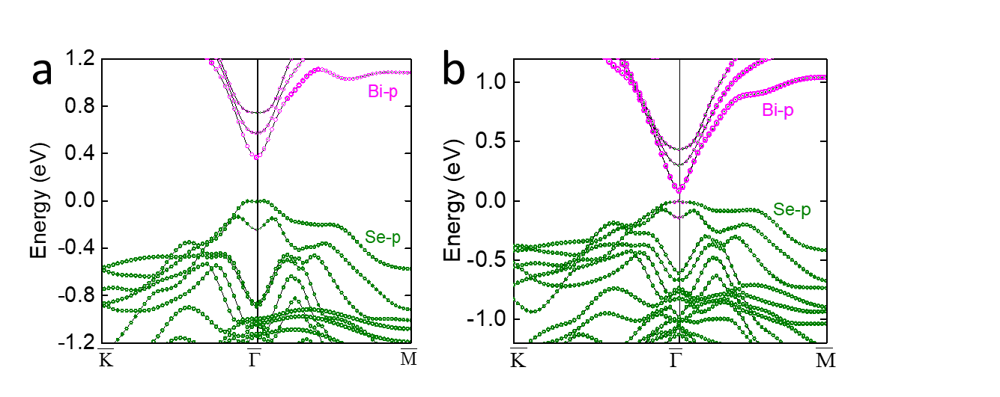 a
Energy (eV)
1.2
0.8
0.4
0.0
-0.4
-0.8
-1.2
Bi-p
Se-p
K̅ Γ̅ M̅
b
Energy (eV)
1.0
0.5
0.0
-0.5
-1.0
Bi-p
Se-p
K̅ Γ̅ M̅